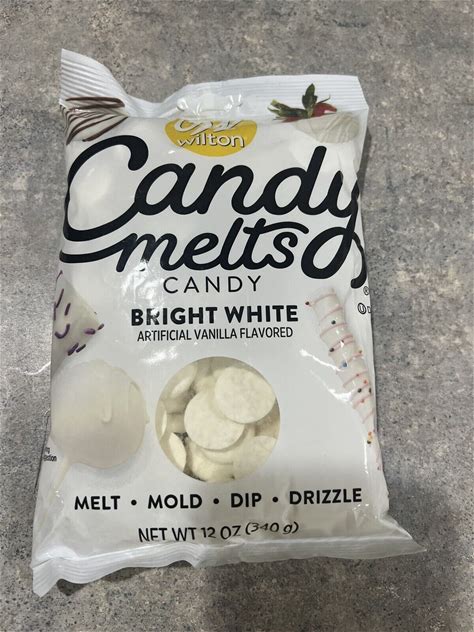 wilton
Candy
melts
®
CANDY
BRIGHT WHITE
ARTIFICIAL VANILLA FLAVORED
MELT • MOLD • DIP • DRIZZLE
NET WT 12 OZ (340 g)